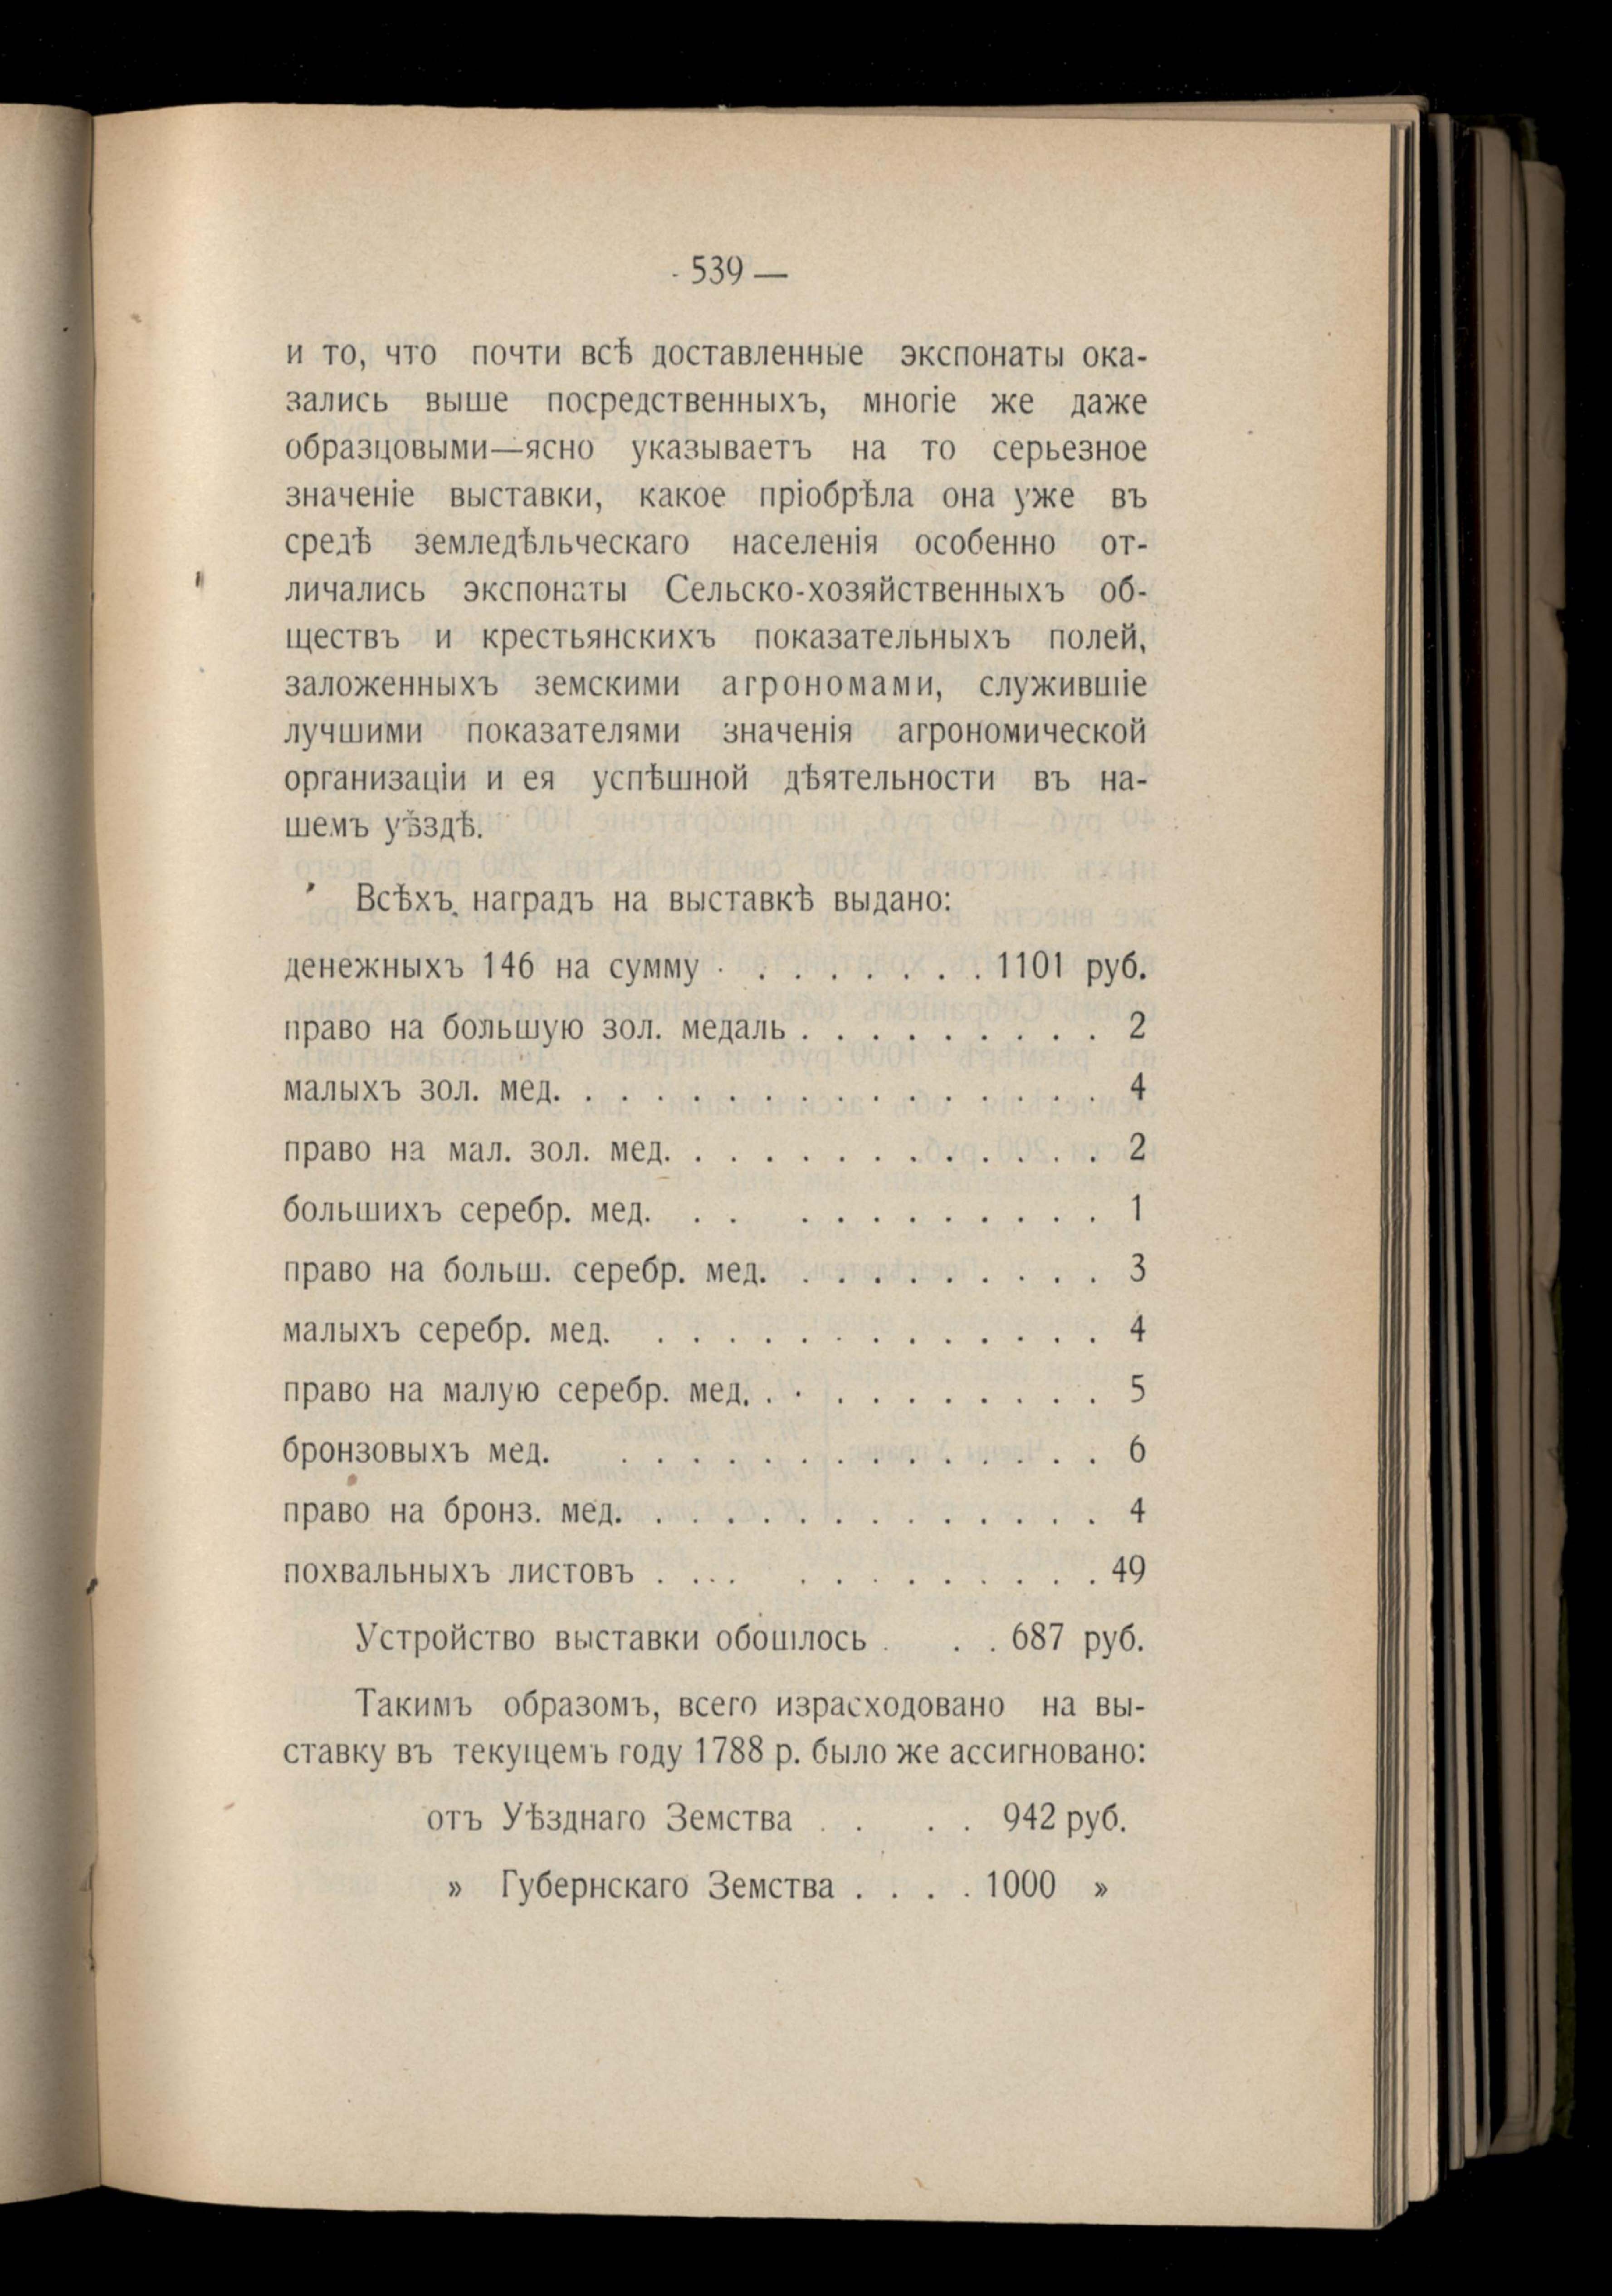 - 539 —
и то, что почти всѣ доставленные экспонаты ока-
зались выше посредственныхъ, многіе же даже
образцовыми—ясно указываетъ на то серьезное
значеніе выставки, какое пріобрѣла она уже въ
средѣ земледѣльческаго населенія особенно от-
личались экспонаты Сельско-хозяйственныхъ об-
ществъ и крестьянскихъ показательныхъ полей,
заложенныхъ земскими агрономами, служившіе
лучшими показателями значенія агрономической
организаціи и ея успѣшной дѣятельности въ на-
шемъ уѣздѣ.
Всѣхъ наградъ на выставкѣ выдано:
денежныхъ 146 на сумму . . . . . . . . 1101 руб.
право на большую зол. медаль . . . . . . . . . 2
малыхъ зол. мед. . . . . . . . . . . . . . . . 4
право на мал. зол. мед. . . . . . . . . . . . . 2
большихъ серебр. мед. . . . . . . . . . . . 1
право на больш. серебр. мед. . . . . . . . . . 3
малыхъ серебр. мед. . . . . . . . . . . . . . 4
право на малую серебр. мед. . . . . . . . . . 5
бронзовыхъ мед. . . . . . . . . . . . . . . 6
право на бронз. мед. . . . . . . . . . . . . . 4
похвальныхъ листовъ . . . . . . . . . . . . . 49
Устройство выставки обошлось . . . 687 руб.
Такимъ образомъ, всего израсходовано на вы-
ставку въ текущемъ году 1788 р. было же ассигновано:
отъ Уѣзднаго Земства . . . . 942 руб.
» Губернскаго Земства . . . . 1000 »